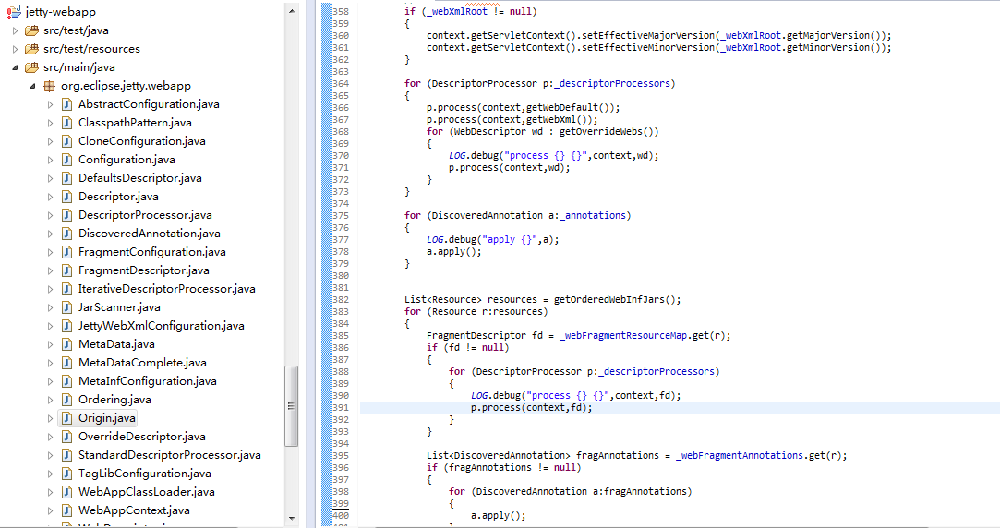 jetty-webapp
src/test/java
src/test/resources
src/main/java
org.eclipse.jetty.webapp
AbstractConfiguration.java
ClasspathPattern.java
CloneConfiguration.java
Configuration.java
DefaultsDescriptor.java
Descriptor.java
DescriptorProcessor.java
DiscoveredAnnotation.java
FragmentConfiguration.java
FragmentDescriptor.java
IterativeDescriptorProcessor.java
JarScanner.java
JettyWebXmlConfiguration.java
MetaData.java
MetaDataComplete.java
MetaInfConfiguration.java
Ordering.java
Origin.java
OverrideDescriptor.java
StandardDescriptorProcessor.java
TagLibConfiguration.java
WebAppClassLoader.java
WebAppContext.java
358 if (_webXmlRoot != null)
359 {
360 context.getServletContext().setEffectiveMajorVersion(_webXmlRoot.getMajorVersion());
361 context.getServletContext().setEffectiveMinorVersion(_webXmlRoot.getMinorVersion());
362 }
363
364 for (DescriptorProcessor p:_descriptorProcessors)
365 {
366 p.process(context,getWebDefault());
367 p.process(context,getWebXml());
368 for (WebDescriptor wd : getOverrideWebs())
369 {
370 LOG.debug("process {} {}",context,wd);
371 p.process(context,wd);
372 }
373 }
374
375 for (DiscoveredAnnotation a:_annotations)
376 {
377 LOG.debug("apply {}",a);
378 a.apply();
379 }
380
381
382 List<Resource> resources = getOrderedWebInfJars();
383 for (Resource r:resources)
384 {
385 FragmentDescriptor fd = _webFragmentResourceMap.get(r);
386 if (fd != null)
387 {
388 for (DescriptorProcessor p:_descriptorProcessors)
389 {
390 LOG.debug("process {} {}",context,fd);
391 p.process(context,fd);
392 }
393 }
394
395 List<DiscoveredAnnotation> fragAnnotations = _webFragmentAnnotations.get(r);
396 if (fragAnnotations != null)
397 {
398 for (DiscoveredAnnotation a:fragAnnotations)
399 {
400 a.apply();